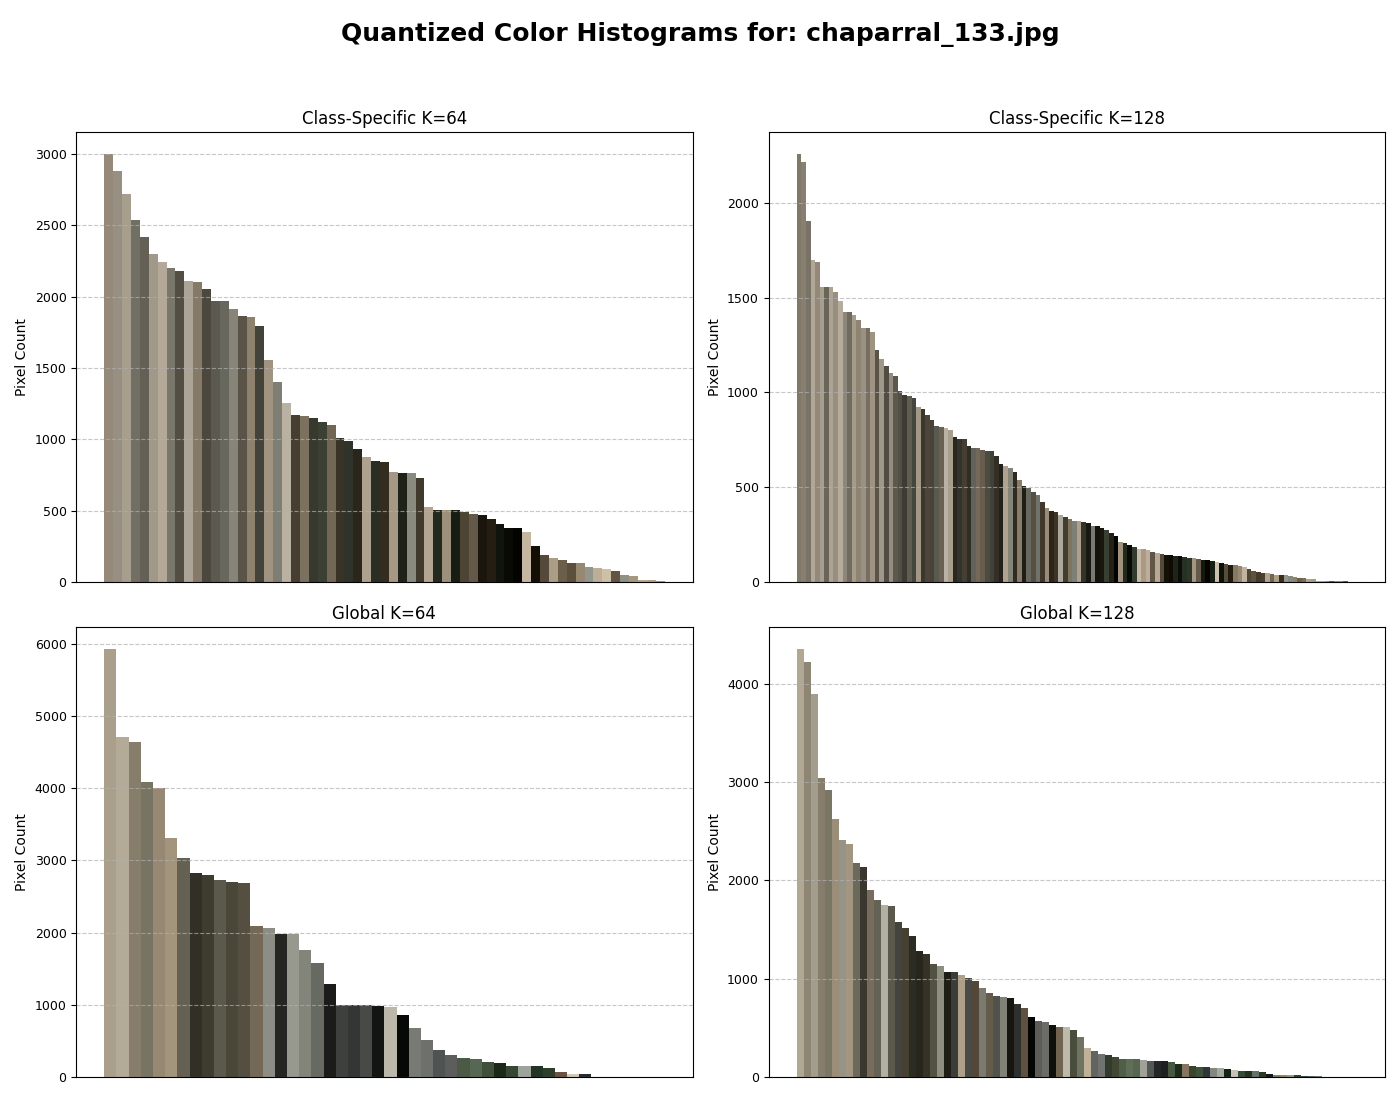 Quantized Color Histograms for: chaparral_133.jpg
Class-Specific K=64
Class-Specific K=128
3000
2500
2000
1500
1000
500
0
Pixel Count
2000
1500
1000
500
0
Pixel Count
Global K=64
Global K=128
6000
5000
4000
3000
2000
1000
0
Pixel Count
4000
3000
2000
1000
0
Pixel Count